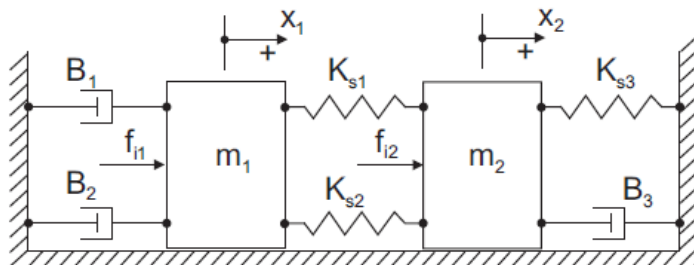 x₁
x₂
+
+
B₁
Kₛ₁
Kₛ₃
fᵢ₁
m₁
fᵢ₂
m₂
B₂
Kₛ₂
B₃